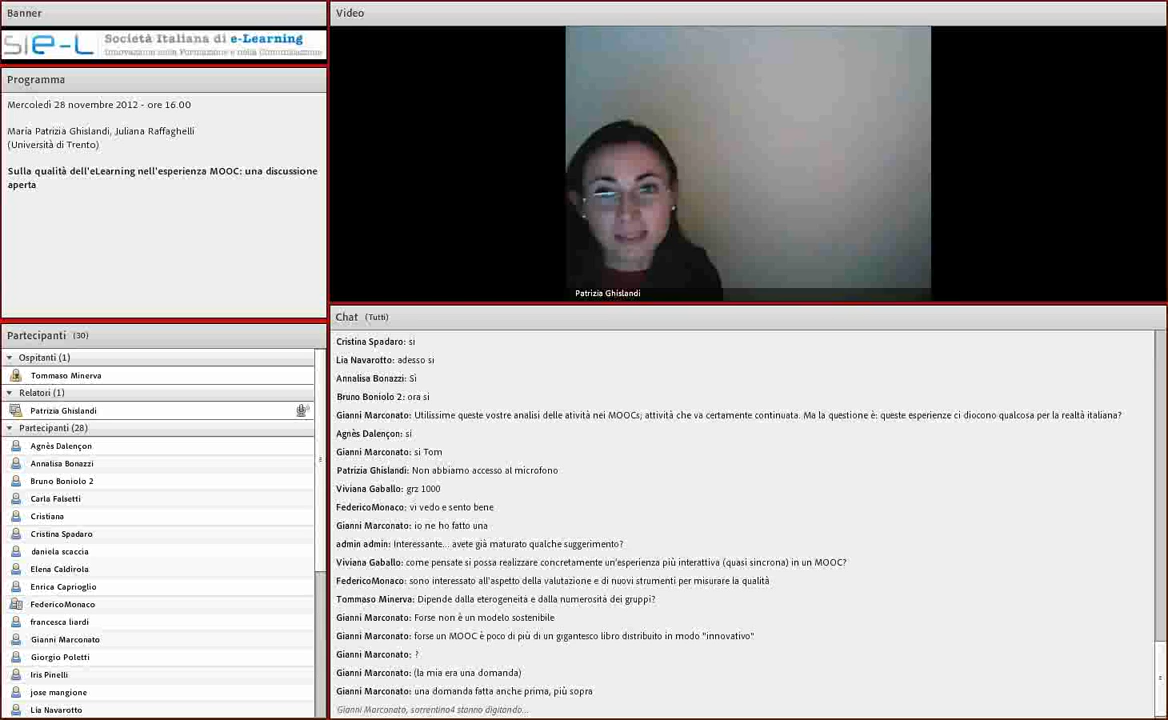 Banner
sie-L Società Italiana di e-Learning
Innovazione nella Formazione e nella Comunicazione
Programma
Mercoledì 28 novembre 2012 - ore 16.00
Maria Patrizia Ghislandi, Juliana Raffaghelli
(Università di Trento)
Sulla qualità dell'eLearning nell'esperienza MOOC: una discussione
aperta
Partecipanti (30)
Ospitanti (1)
Tommaso Minerva
Relatori (1)
Patrizia Ghislandi
Partecipanti (28)
Agnès Dalençon
Annalisa Bonazzi
Bruno Boniolo 2
Carla Falsetti
Cristiana
Cristina Spadaro
daniela scaccia
Elena Caldirola
Enrica Caprioglio
FedericoMonaco
francesca liardi
Gianni Marconato
Giorgio Poletti
Iris Pinelli
jose mangione
Lia Navarotto
Video
Patrizia Ghislandi
Chat (Tutti)
Cristina Spadaro: si
Lia Navarotto: adesso si
Annalisa Bonazzi: Sì
Bruno Boniolo 2: ora si
Gianni Marconato: Utilissime queste vostre analisi delle atività nei MOOCs; attività che va certamente continuata. Ma la questione è: queste esperienze ci diocono qualcosa per la realtà italiana?
Agnès Dalençon: sì
Gianni Marconato: si Tom
Patrizia Ghislandi: Non abbiamo accesso al microfono
Viviana Gaballo: grz 1000
FedericoMonaco: vi vedo e sento bene
Gianni Marconato: io ne ho fatto una
admin admin: Interessante... avete già maturato qualche suggerimento?
Viviana Gaballo: come pensate si possa realizzare concretamente un'esperienza più interattiva (quasi sincrona) in un MOOC?
FedericoMonaco: sono interessato all'aspetto della valutazione e di nuovi strumenti per misurare la qualità
Tommaso Minerva: Dipende dalla eterogeneità e dalla numerosità dei gruppi?
Gianni Marconato: Forse non è un modelo sostenibile
Gianni Marconato: forse un MOOC è poco di più di un gigantesco libro distribuito in modo "innovativo"
Gianni Marconato: ?
Gianni Marconato: (la mia era una domanda)
Gianni Marconato: una domanda fatta anche prima, più sopra
Gianni Marconato, sorrentino4 stanno digitando...